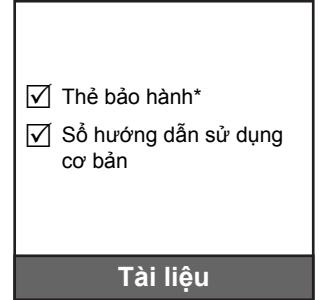 Thẻ bảo hành*
Sổ hướng dẫn sử dụng
cơ bản
Tài liệu